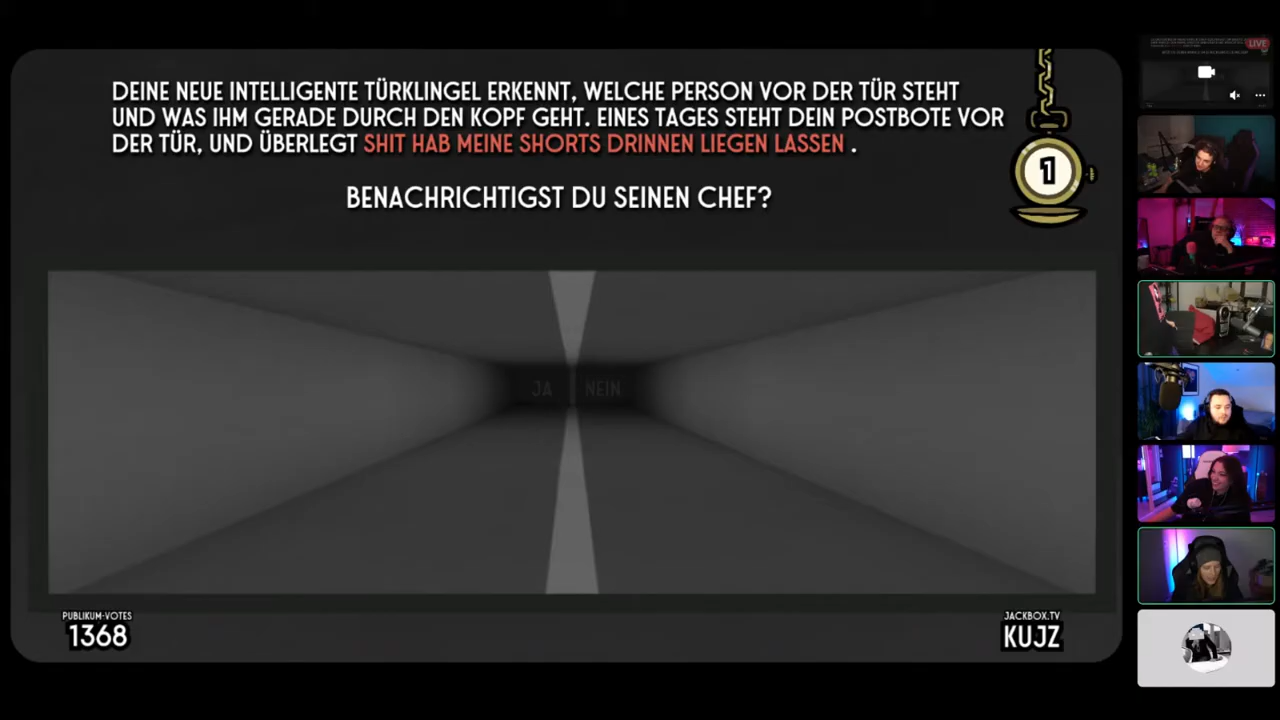 DEINE NEUE INTELLIGENTE TÜRKLINGEL ERKENNT, WELCHE PERSON VOR DER TÜR STEHT
UND WAS IHM GERADE DURCH DEN KOPF GEHT. EINES TAGES STEHT DEIN POSTBOTE VOR
DER TÜR, UND ÜBERLEGT SHIT HAB MEINE SHORTS DRINNEN LIEGEN LASSEN .
BENACHRICHTIGST DU SEINEN CHEF?
1
JA NEIN
PUBLIKUM-VOTES
1368
JACKBOX.TV
KUJZ
LIVE